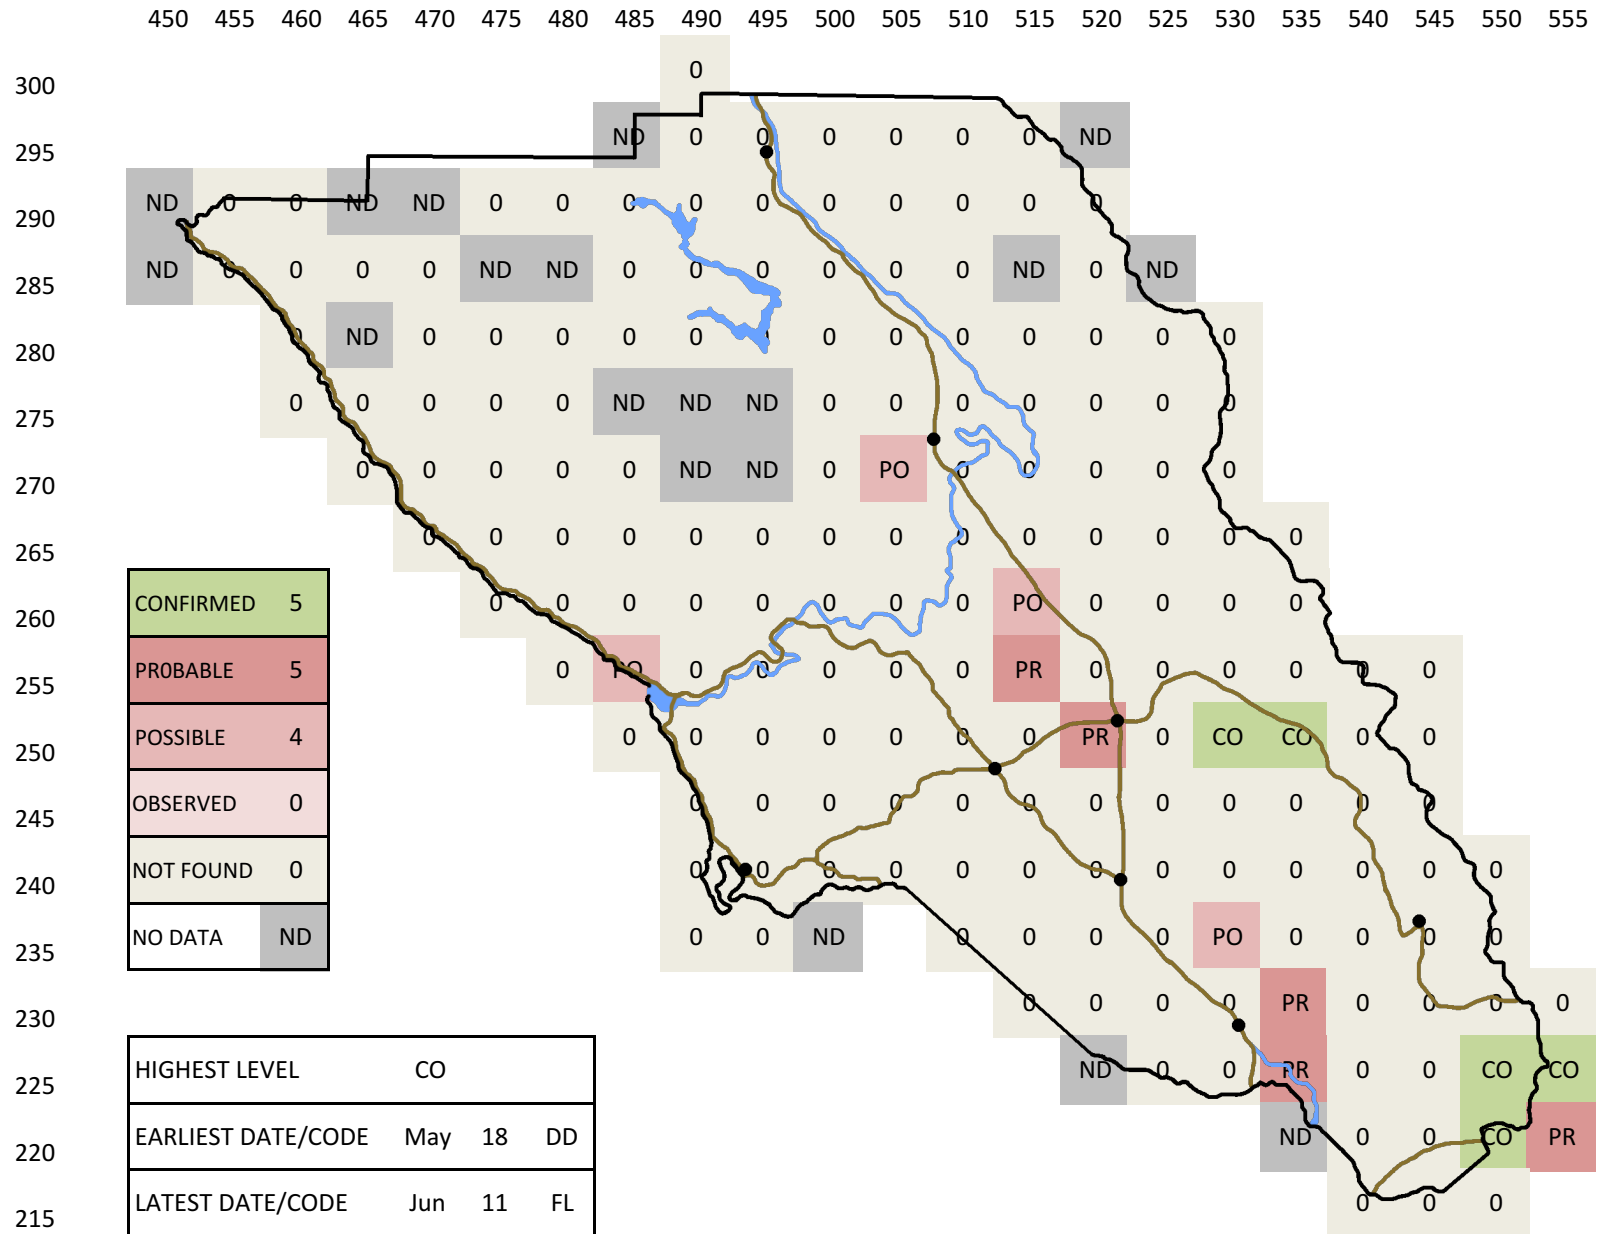 450 455 460 465 470 475 480 485 490 495 500 505 510 515 520 525 530 535 540 545 550 555
300 0
295 ND 0 0 0 0 0 0 ND
290 ND 0 0 ND ND 0 0 0 0 0 0 0 0 0 0
285 ND 0 0 0 0 ND ND 0 0 0 0 0 0 ND 0 ND
280 0 ND 0 0 0 0 0 0 0 0 0 0 0 0 0
275 0 0 0 0 0 ND ND ND 0 0 0 0 0 0 0
270 0 0 0 0 0 ND ND 0 PO 0 0 0 0 0
265 0 0 0 0 0 0 0 0 0 0 0 0 0 0
260 CONFIRMED 5 0 0 0 0 0 0 0 0 PO 0 0 0 0
255 PR0BABLE 5 0 PO 0 0 0 0 0 PR 0 0 0 0 0 0
250 POSSIBLE 4 0 0 0 0 0 0 0 PR 0 CO CO 0 0
245 OBSERVED 0 0 0 0 0 0 0 0 0 0 0 0 0
240 NOT FOUND 0 0 0 0 0 0 0 0 0 0 0 0 0 0
235 NO DATA ND 0 0 ND 0 0 0 0 PO 0 0 0 0
230 0 0 0 0 PR 0 0 0 0
225 HIGHEST LEVEL CO ND 0 0 0 PR 0 0 CO CO
220 EARLIEST DATE/CODE May 18 DD ND 0 0 CO PR
215 LATEST DATE/CODE Jun 11 FL 0 0 0